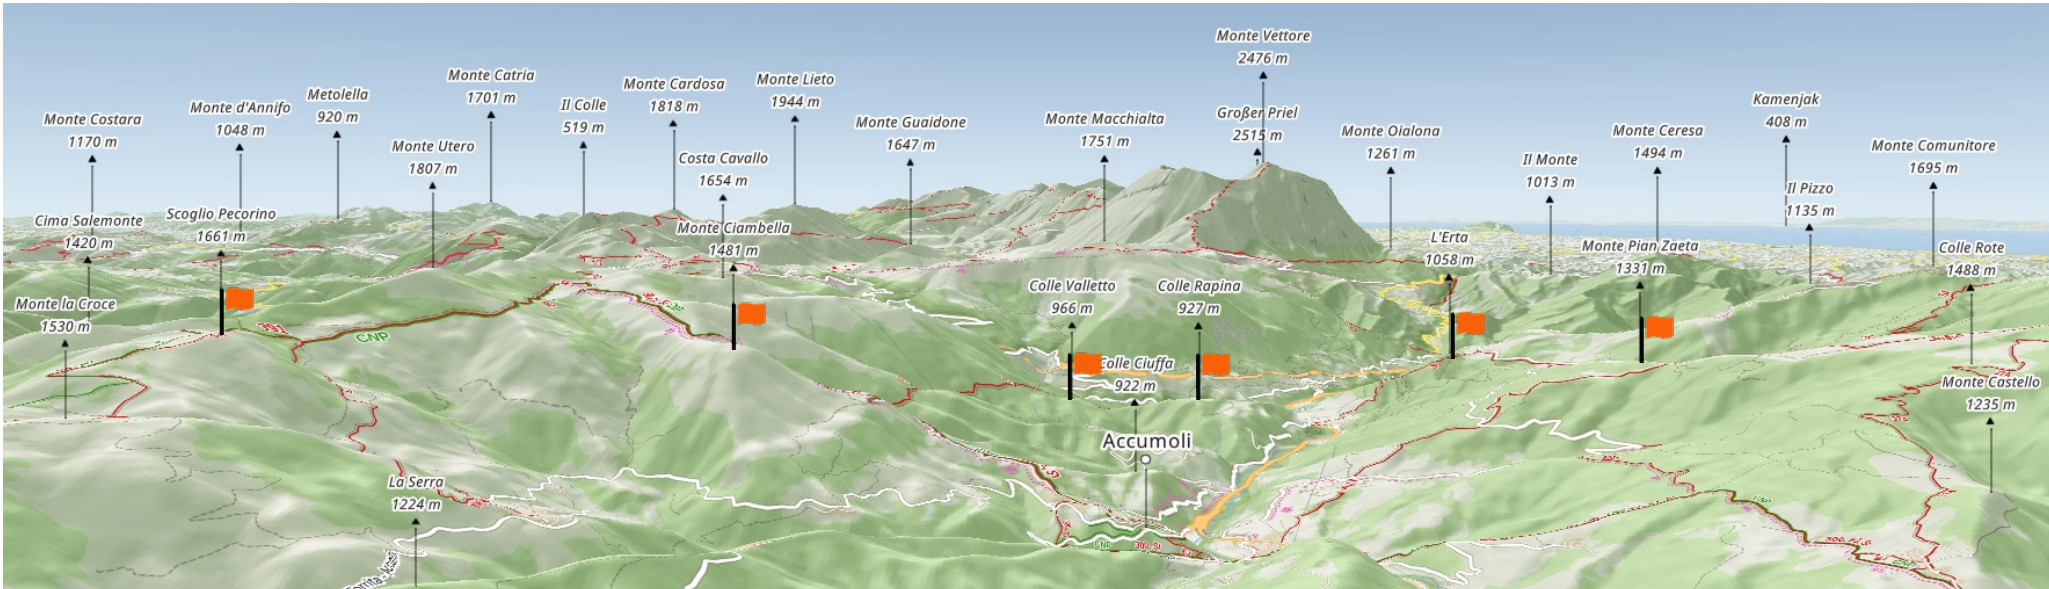 Monte Vettore
2476 m
Monte Catria
1701 m
Monte Cardosa
1818 m
Monte Lieto
1944 m
Metolella
920 m
Monte d'Annifo
1048 m
Il Colle
519 m
Monte Costara
1170 m
Monte Guaidone
1647 m
Monte Macchialta
1751 m
Großer Priel
2515 m
Monte Oialona
1261 m
Kamenjak
408 m
Monte Ceresa
1494 m
Monte Comunitore
1695 m
Monte Utero
1807 m
Costa Cavallo
1654 m
Il Monte
1013 m
Il Pizzo
1135 m
Cima Salemonte
1420 m
Scoglio Pecorino
1661 m
Monte Ciambella
1481 m
L'Erta
1058 m
Monte Pian Zaeta
1331 m
Colle Rote
1488 m
Monte la Croce
1530 m
Colle Valletto
966 m
Colle Rapina
927 m
391
CNP
Colle Ciuffa
922 m
Monte Castello
1235 m
Accumoli
La Serra
1224 m
CNP